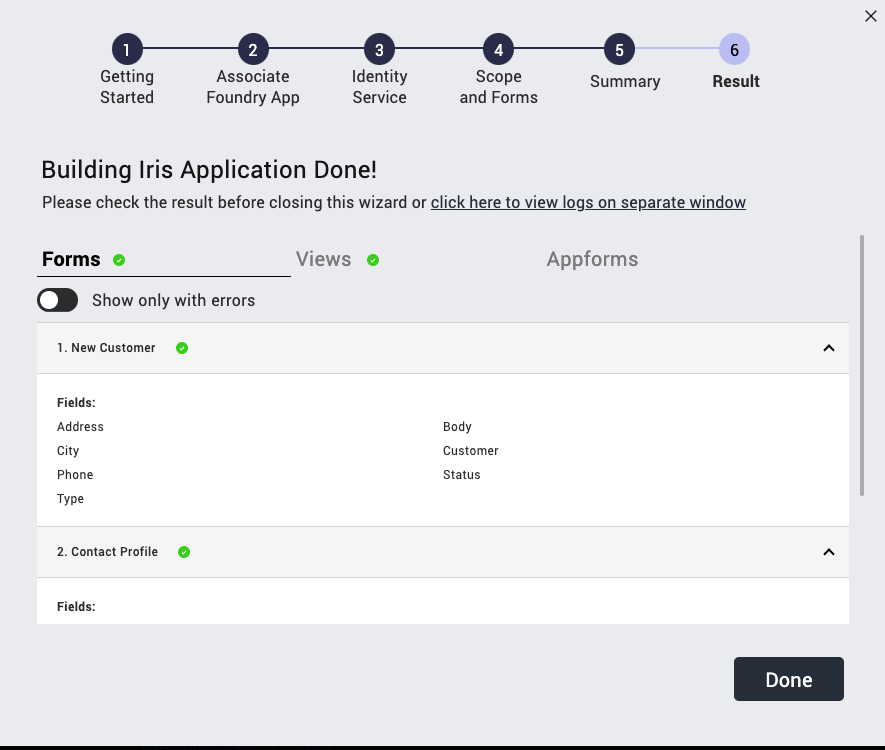 1
2
3
4
5
6
Getting Started
Associate Foundry App
Identity Service
Scope and Forms
Summary
Result
Building Iris Application Done!
Please check the result before closing this wizard or click here to view logs on separate window
Forms
Views
Appforms
Show only with errors
1. New Customer
Fields:
Address
Body
City
Customer
Phone
Status
Type
2. Contact Profile
Fields:
Done